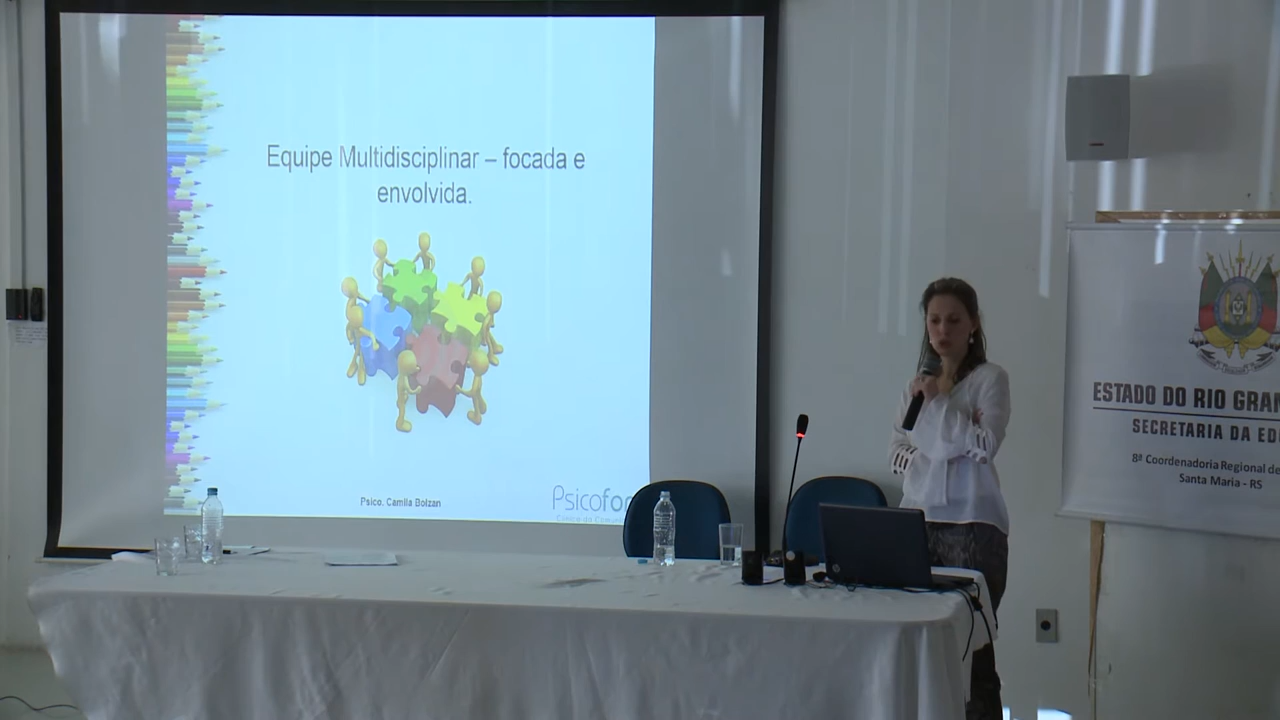 Equipe Multidisciplinar – focada e
envolvida.
Psico. Camila Bolzan
Psicofor
ESTADO DO RIO GRAN
SECRETARIA DA ED
8ª Coordenadoria Regional de
Santa Maria - RS